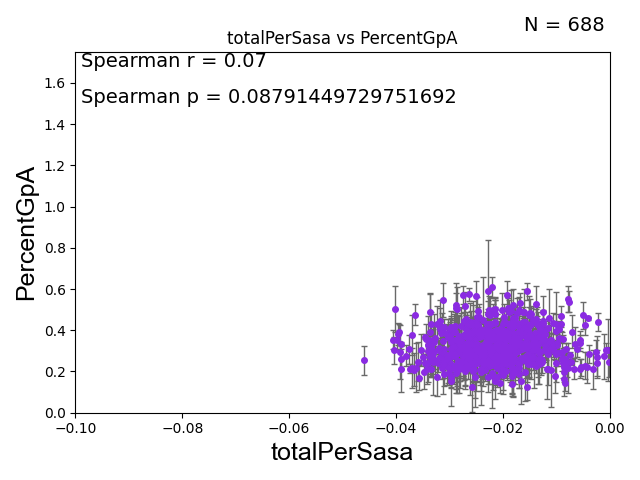 N = 688
totalPerSasa vs PercentGpA
Spearman r = 0.07
Spearman p = 0.08791449729751692
PercentGpA
1.6
1.4
1.2
1.0
0.8
0.6
0.4
0.2
0.0
−0.10
−0.08
−0.06
−0.04
−0.02
0.00
totalPerSasa